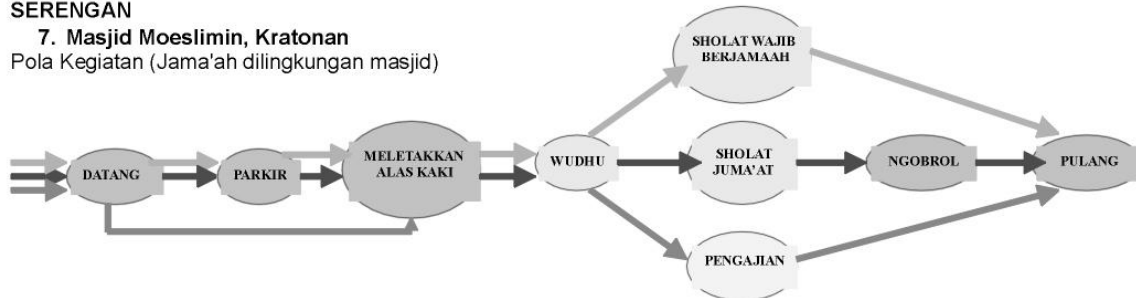 SERENGAN
7. Masjid Moeslimin, Kratonan
Pola Kegiatan (Jama'ah dilingkungan masjid)
DATANG
PARKIR
MELETAKKAN
ALAS KAKI
WUDHU
SHOLAT WAJIB
BERJAMAAH
SHOLAT
JUMA'AT
PENGAJIAN
NGOBROL
PULANG